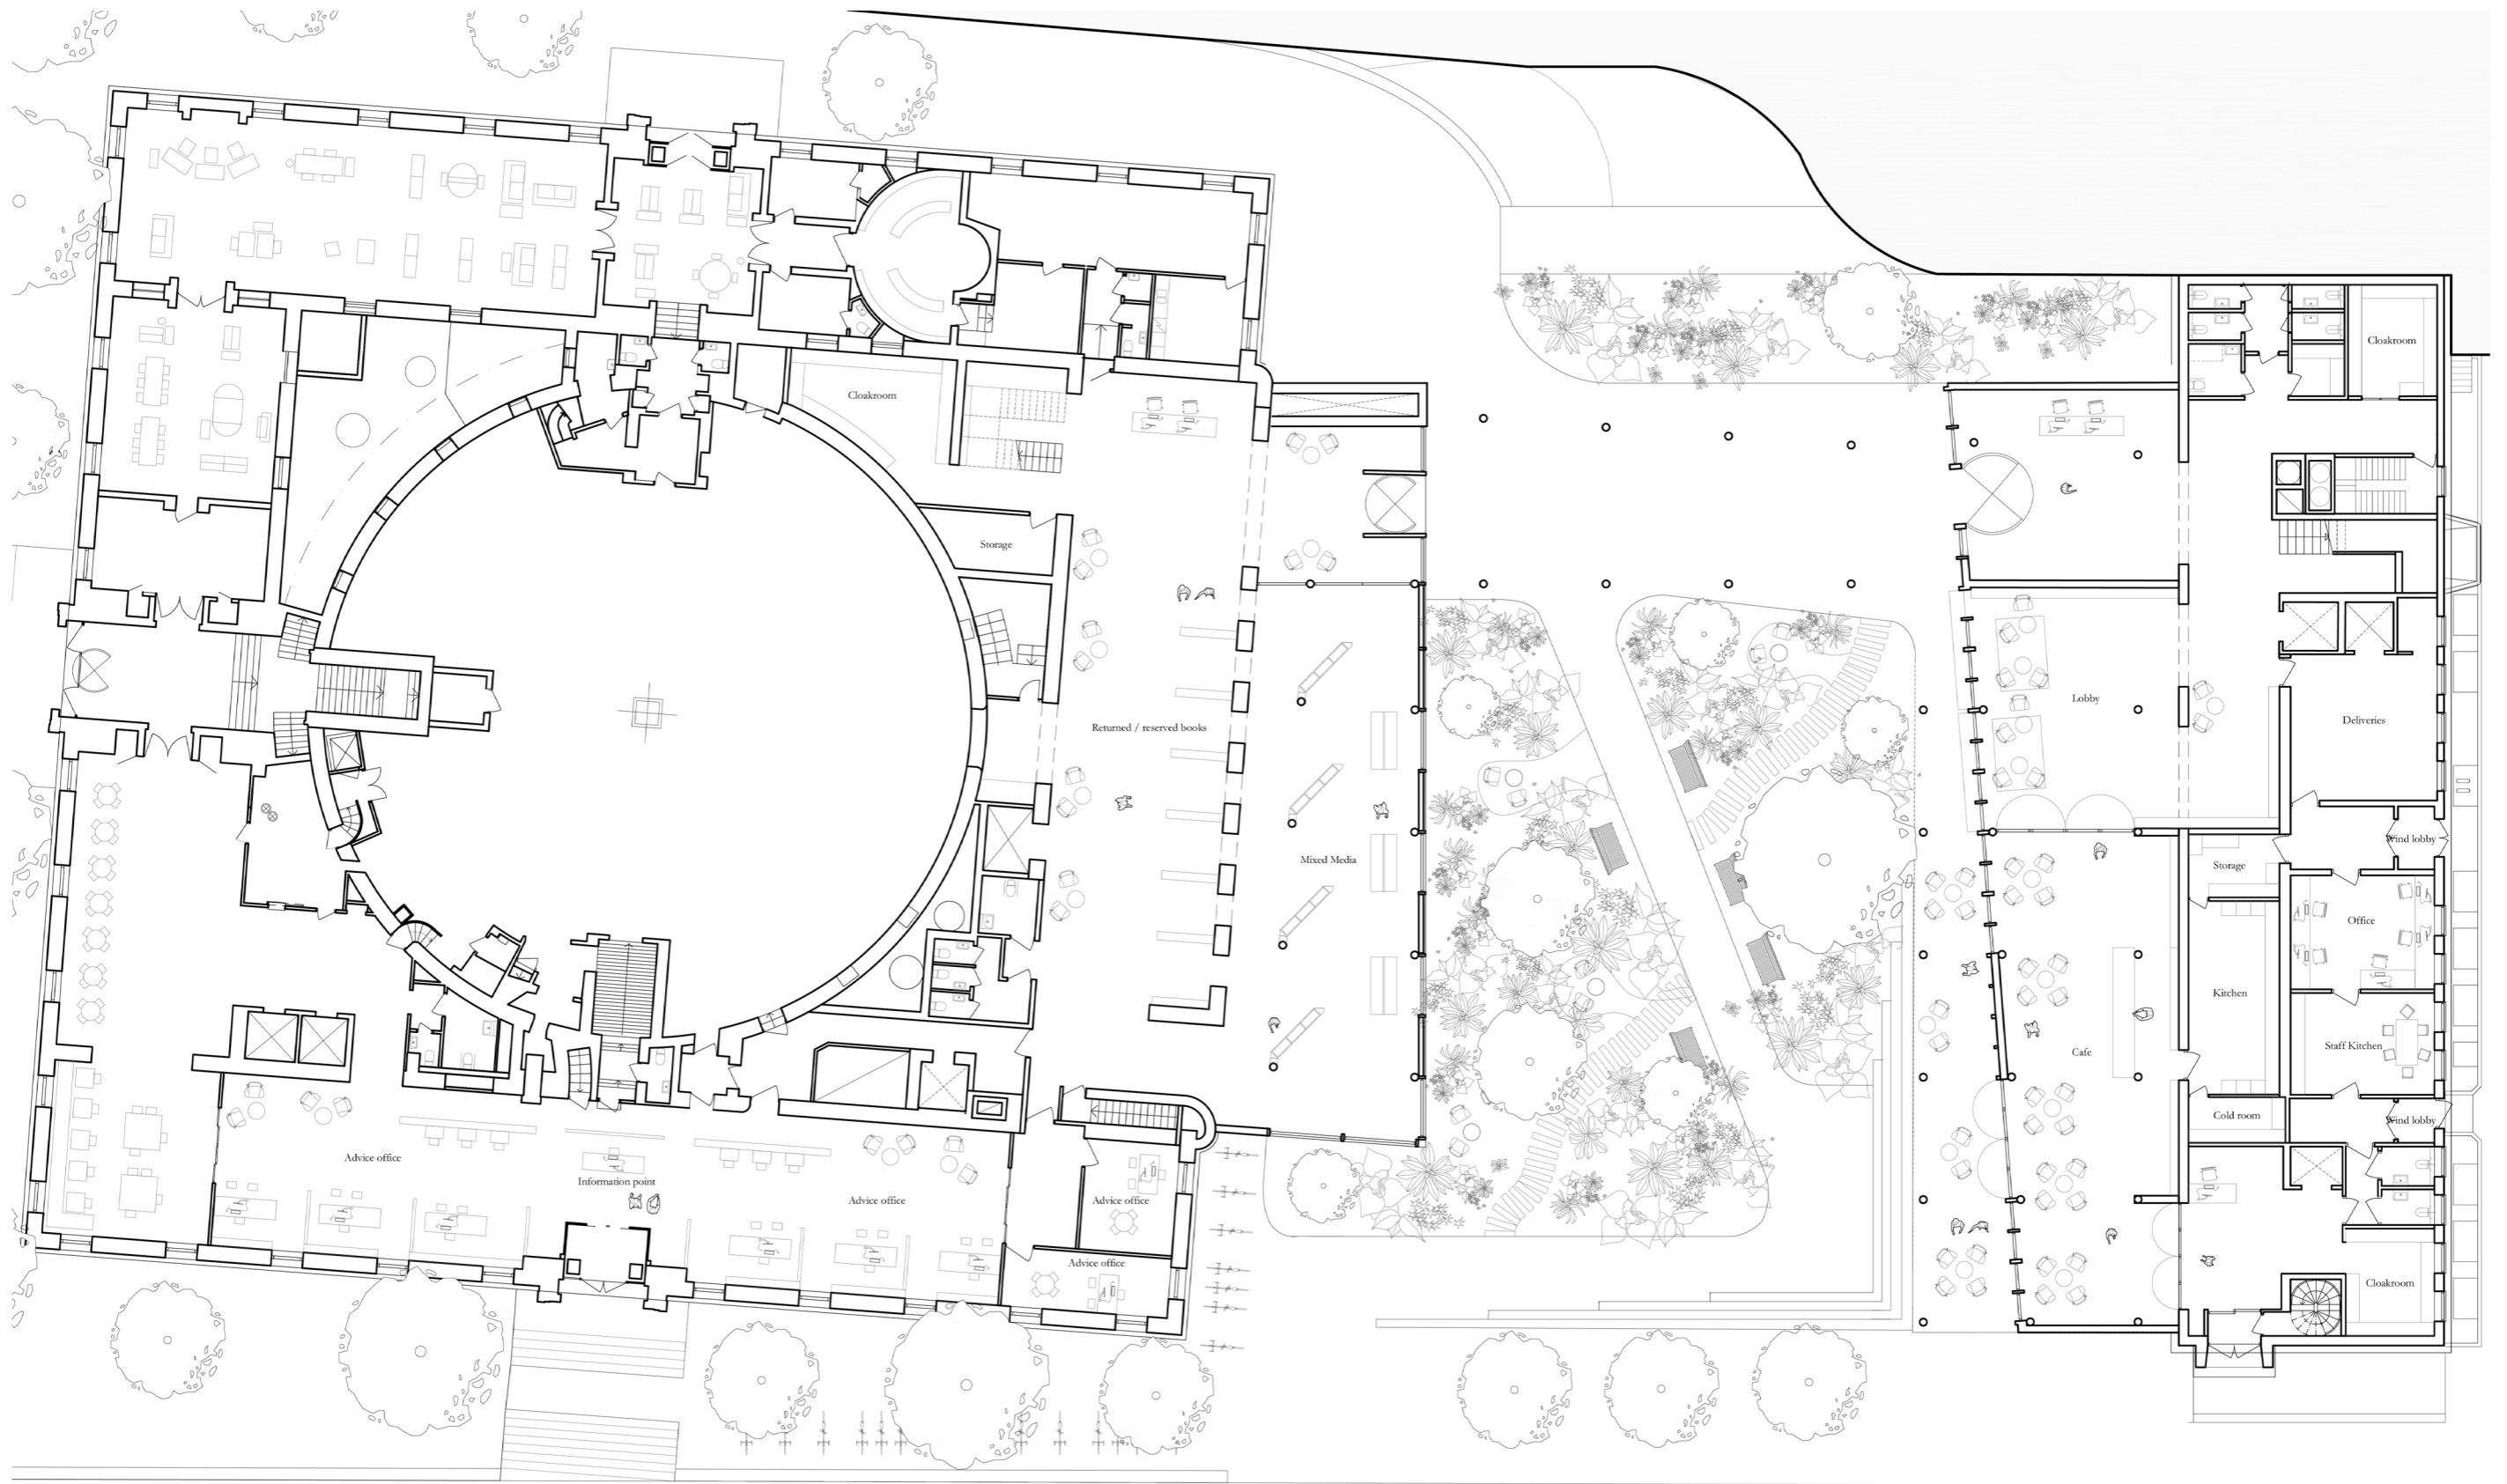 Cloakroom
Cloakroom
Storage
Lobby
Deliveries
Returned / reserved books
Wind lobby
Mixed Media
Storage
Office
Kitchen
Staff Kitchen
Cafe
Cold room
Wind lobby
Advice office
Information point
Advice office
Advice office
Advice office
Cloakroom